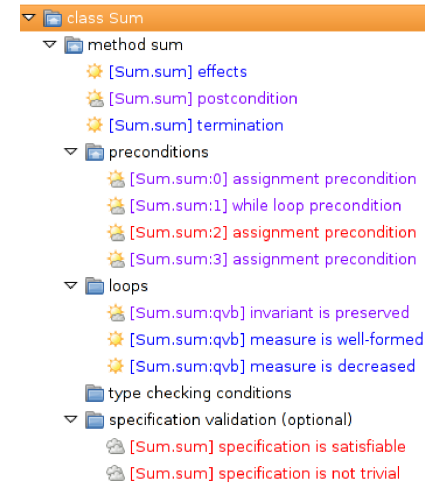 class Sum
method sum
[Sum.sum] effects
[Sum.sum] postcondition
[Sum.sum] termination
preconditions
[Sum.sum:0] assignment precondition
[Sum.sum:1] while loop precondition
[Sum.sum:2] assignment precondition
[Sum.sum:3] assignment precondition
loops
[Sum.sum:qvb] invariant is preserved
[Sum.sum:qvb] measure is well-formed
[Sum.sum:qvb] measure is decreased
type checking conditions
specification validation (optional)
[Sum.sum] specification is satisfiable
[Sum.sum] specification is not trivial